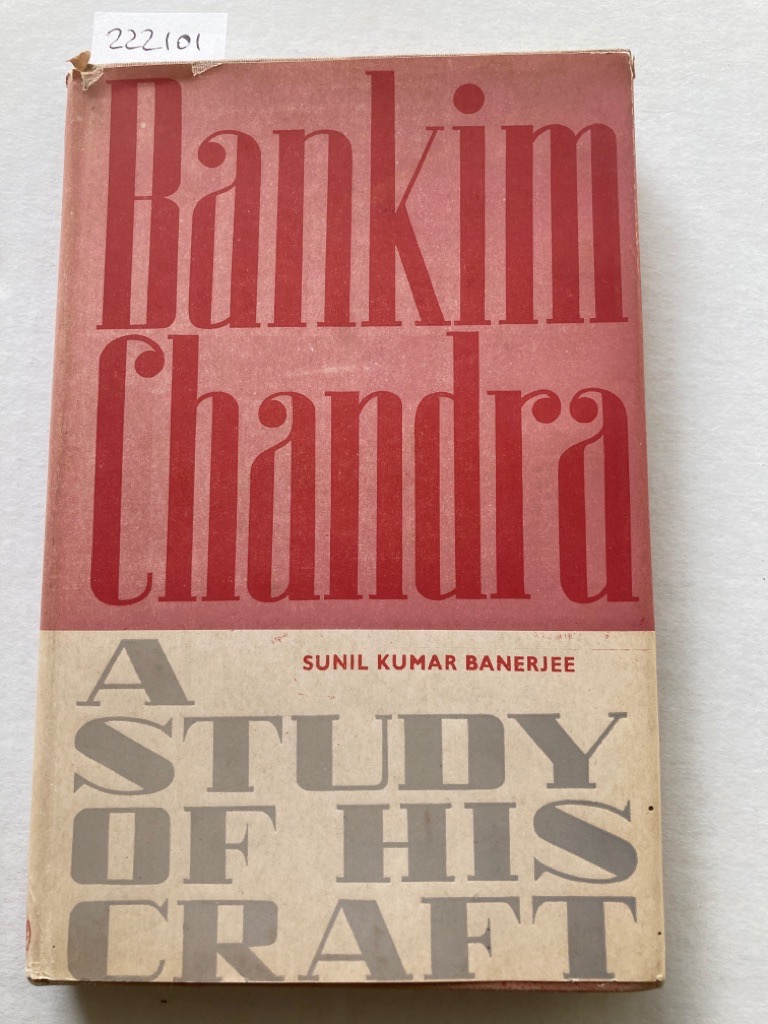 222101
Bankim
Chandra
A
SUNIL KUMAR BANERJEE
STUDY
OF HIS
CRAFT